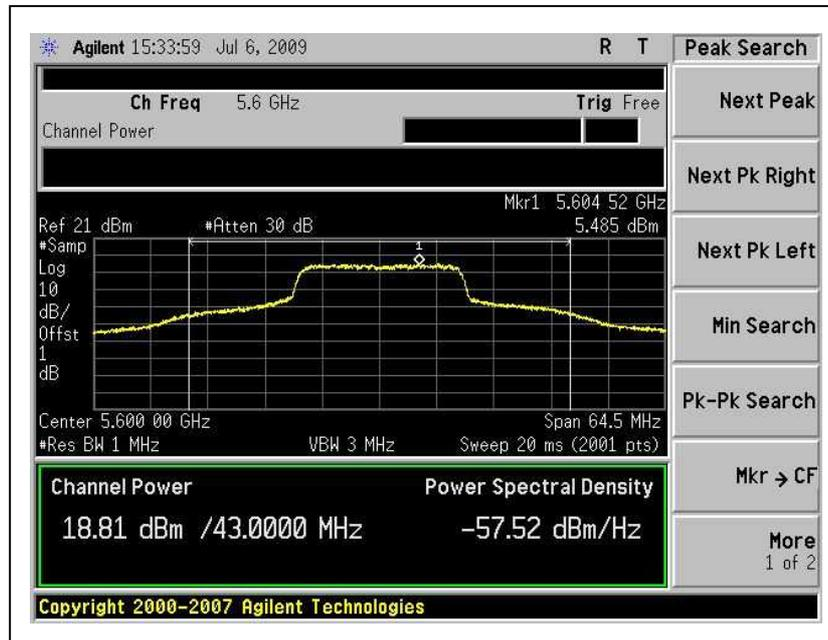 Agilent 15:33:59 Jul 6, 2009 R T
Peak Search
Ch Freq 5.6 GHz Trig Free
Channel Power
Next Peak
Next Pk Right
Mkr1 5.604 52 GHz
Ref 21 dBm #Atten 30 dB 5.485 dBm
#Samp
Log
10
dB/
Offst
1
dB
1
Next Pk Left
Min Search
Pk-Pk Search
Center 5.600 00 GHz Span 64.5 MHz
#Res BW 1 MHz VBW 3 MHz Sweep 20 ms (2001 pts)
Channel Power Power Spectral Density
18.81 dBm /43.0000 MHz -57.52 dBm/Hz
Mkr → CF
More
1 of 2
Copyright 2000-2007 Agilent Technologies